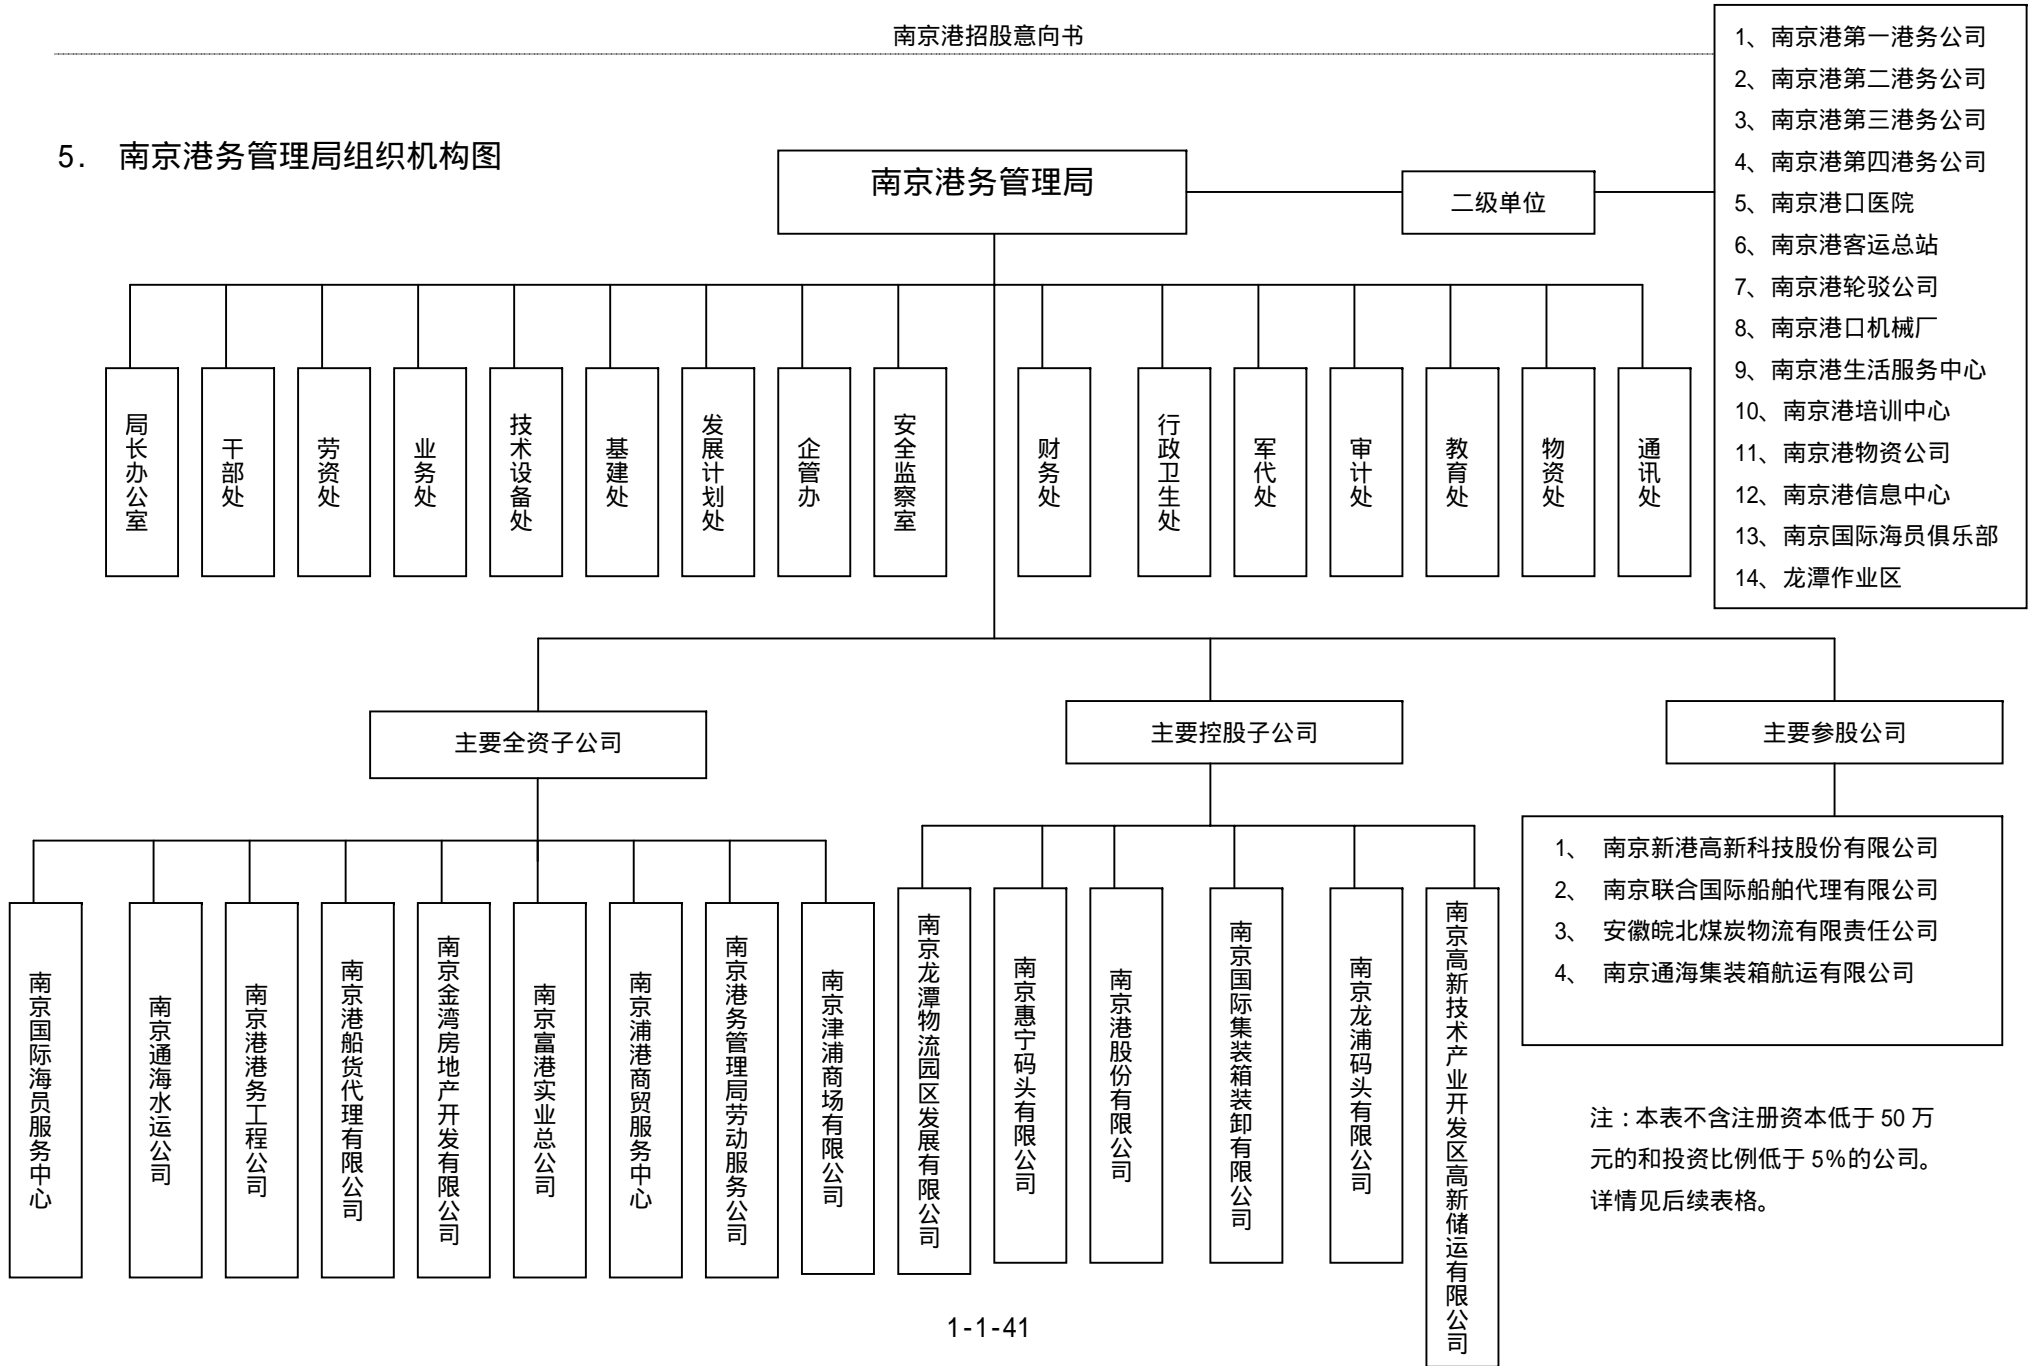 南京港招股意向书
5. 南京港务管理局组织机构图
南京港务管理局
二级单位
1、南京港第一港务公司
2、南京港第二港务公司
3、南京港第三港务公司
4、南京港第四港务公司
5、南京港口医院
6、南京港客运总站
7、南京港轮驳公司
8、南京港口机械厂
9、南京港生活服务中心
10、南京港培训中心
11、南京港物资公司
12、南京港信息中心
13、南京国际海员俱乐部
14、龙潭作业区
局长办公室
干部处
劳资处
业务处
技术设备处
基建处
发展计划处
企管办
安全监察室
财务处
行政卫生处
军代处
审计处
教育处
物资处
通讯处
主要全资子公司
主要控股子公司
主要参股公司
南京国际海员服务中心
南京通海水运公司
南京港港务工程公司
南京港船货代理有限公司
南京金湾房地产开发有限公司
南京富港实业总公司
南京浦港商贸服务中心
南京港务管理局劳动服务公司
南京津浦商场有限公司
南京龙潭物流园区发展有限公司
南京惠宁码头有限公司
南京港股份有限公司
南京国际集装箱装卸有限公司
南京龙浦码头有限公司
南京高新技术产业开发区高新储运有限公司
1、 南京新港高新科技股份有限公司
2、 南京联合国际船舶代理有限公司
3、 安徽皖北煤炭物流有限责任公司
4、 南京通海集装箱航运有限公司
注：本表不含注册资本低于 50 万
元的和投资比例低于 5%的公司。
详情见后续表格。
1-1-41